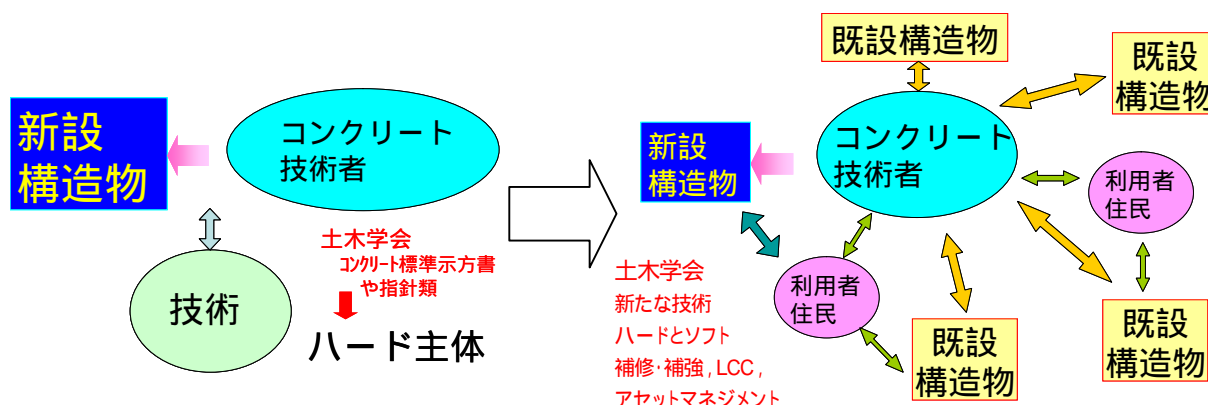 新設
構造物
コンクリート
技術者
技術
土木学会
コンクリート標準示方書
や指針類
ハード主体
既設構造物
既設
構造物
コンクリート
技術者
新設
構造物
利用者
住民
利用者
住民
土木学会
新たな技術
ハードとソフト
補修・補強,LCC,
アセットマネジメント
既設
構造物
既設
構造物